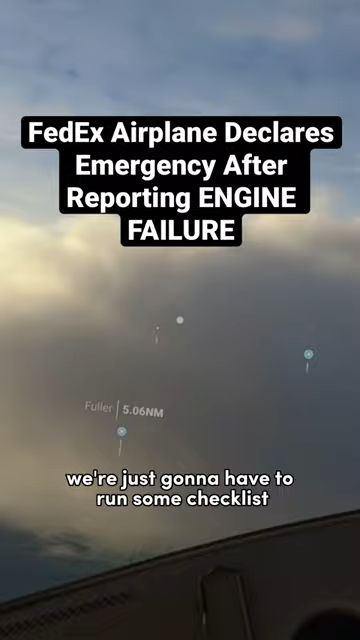 FedEx Airplane Declares
Emergency After
Reporting ENGINE
FAILURE
Fuller | 5.06NM
we're just gonna have to
run some checklist